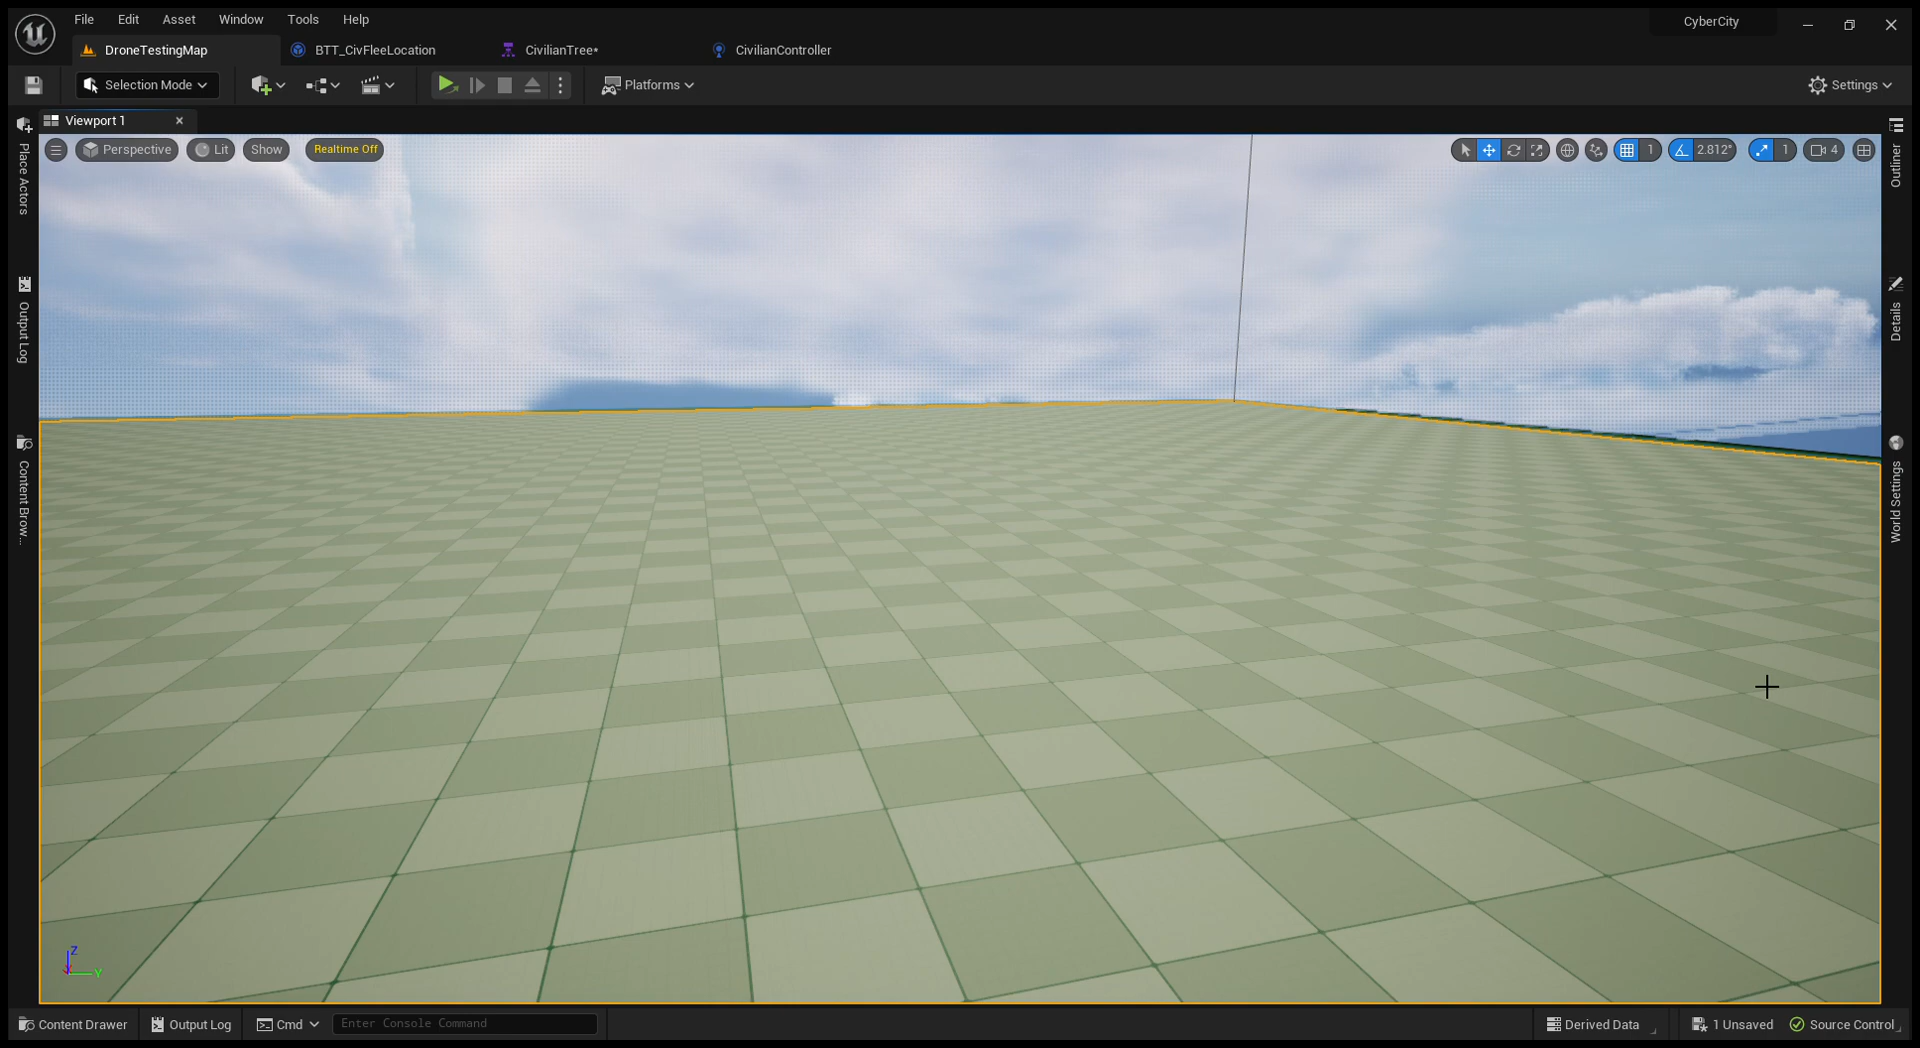 File Edit Asset Window Tools Help
CyberCity
DroneTestingMap
BTT_CivFleeLocation
CivilianTree*
CivilianController
Selection Mode
Platforms
Settings
Viewport 1
Perspective
Lit
Show
Realtime Off
1
2.812°
1
4
Place Actors
Output Log
Content Brow...
Outliner
Details
World Settings
Z
Y
Content Drawer
Output Log
Cmd
Enter Console Command
Derived Data
1 Unsaved
Source Control